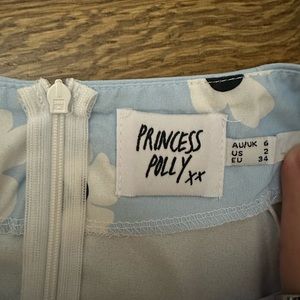 PRINCESS
POLLY xx
AU/UK 6
US 2
EU 34